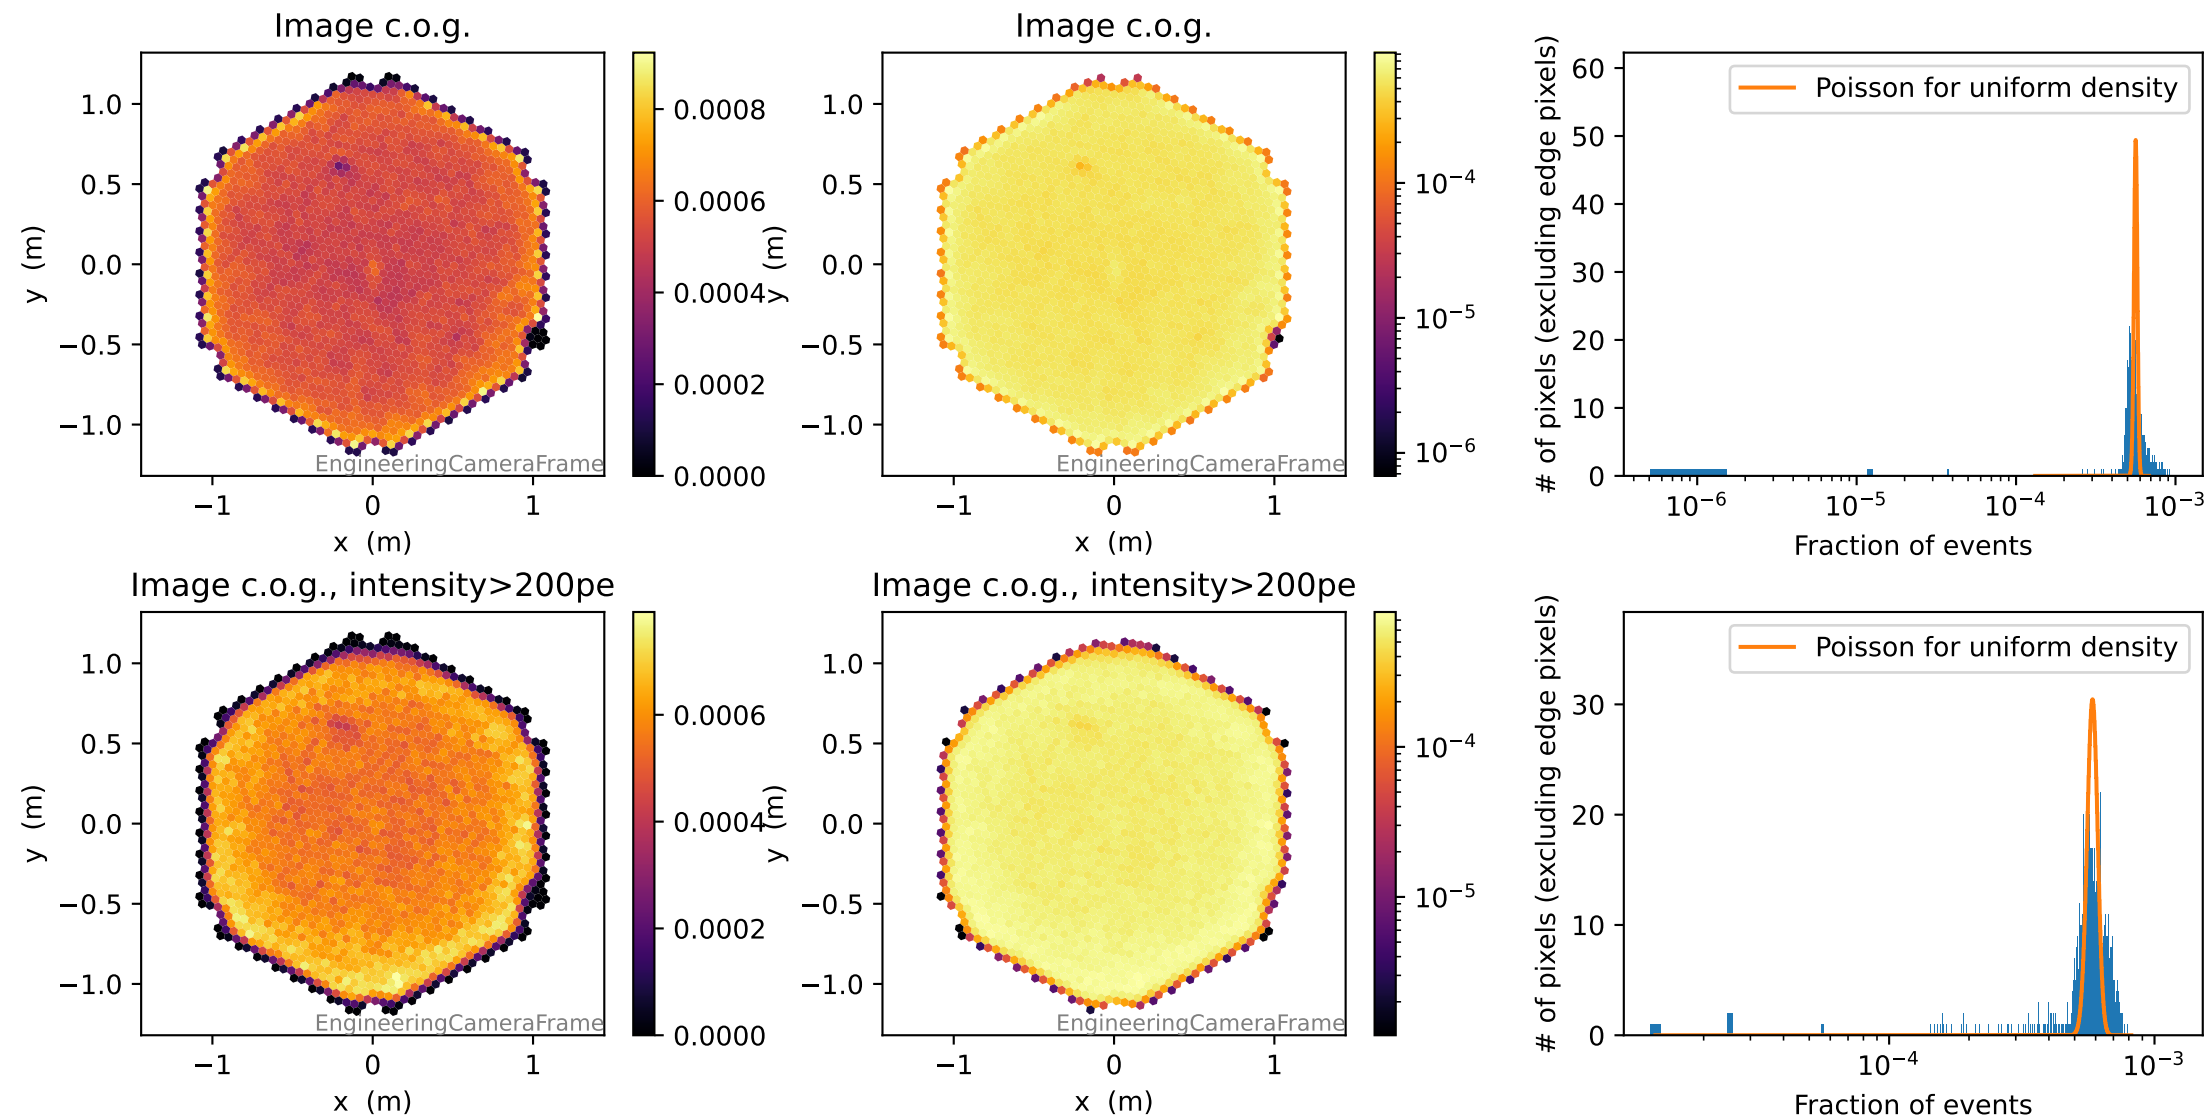 Image c.o.g.
1.0
0.5
0.0
−0.5
−1.0
y (m)
−1
0
1
x (m)
EngineeringCameraFrame
0.0008
0.0006
0.0004
0.0002
0.0000
Image c.o.g.
1.0
0.5
0.0
−0.5
−1.0
y (m)
−1
0
1
x (m)
EngineeringCameraFrame
10⁻⁴
10⁻⁵
10⁻⁶
60
50
40
30
20
10
0
# of pixels (excluding edge pixels)
Poisson for uniform density
10⁻⁶
10⁻⁵
10⁻⁴
10⁻³
Fraction of events
Image c.o.g., intensity>200pe
1.0
0.5
0.0
−0.5
−1.0
y (m)
−1
0
1
x (m)
EngineeringCameraFrame
0.0006
0.0004
0.0002
0.0000
Image c.o.g., intensity>200pe
1.0
0.5
0.0
−0.5
−1.0
y (m)
−1
0
1
x (m)
EngineeringCameraFrame
10⁻⁴
10⁻⁵
30
20
10
0
# of pixels (excluding edge pixels)
Poisson for uniform density
10⁻⁴
10⁻³
Fraction of events